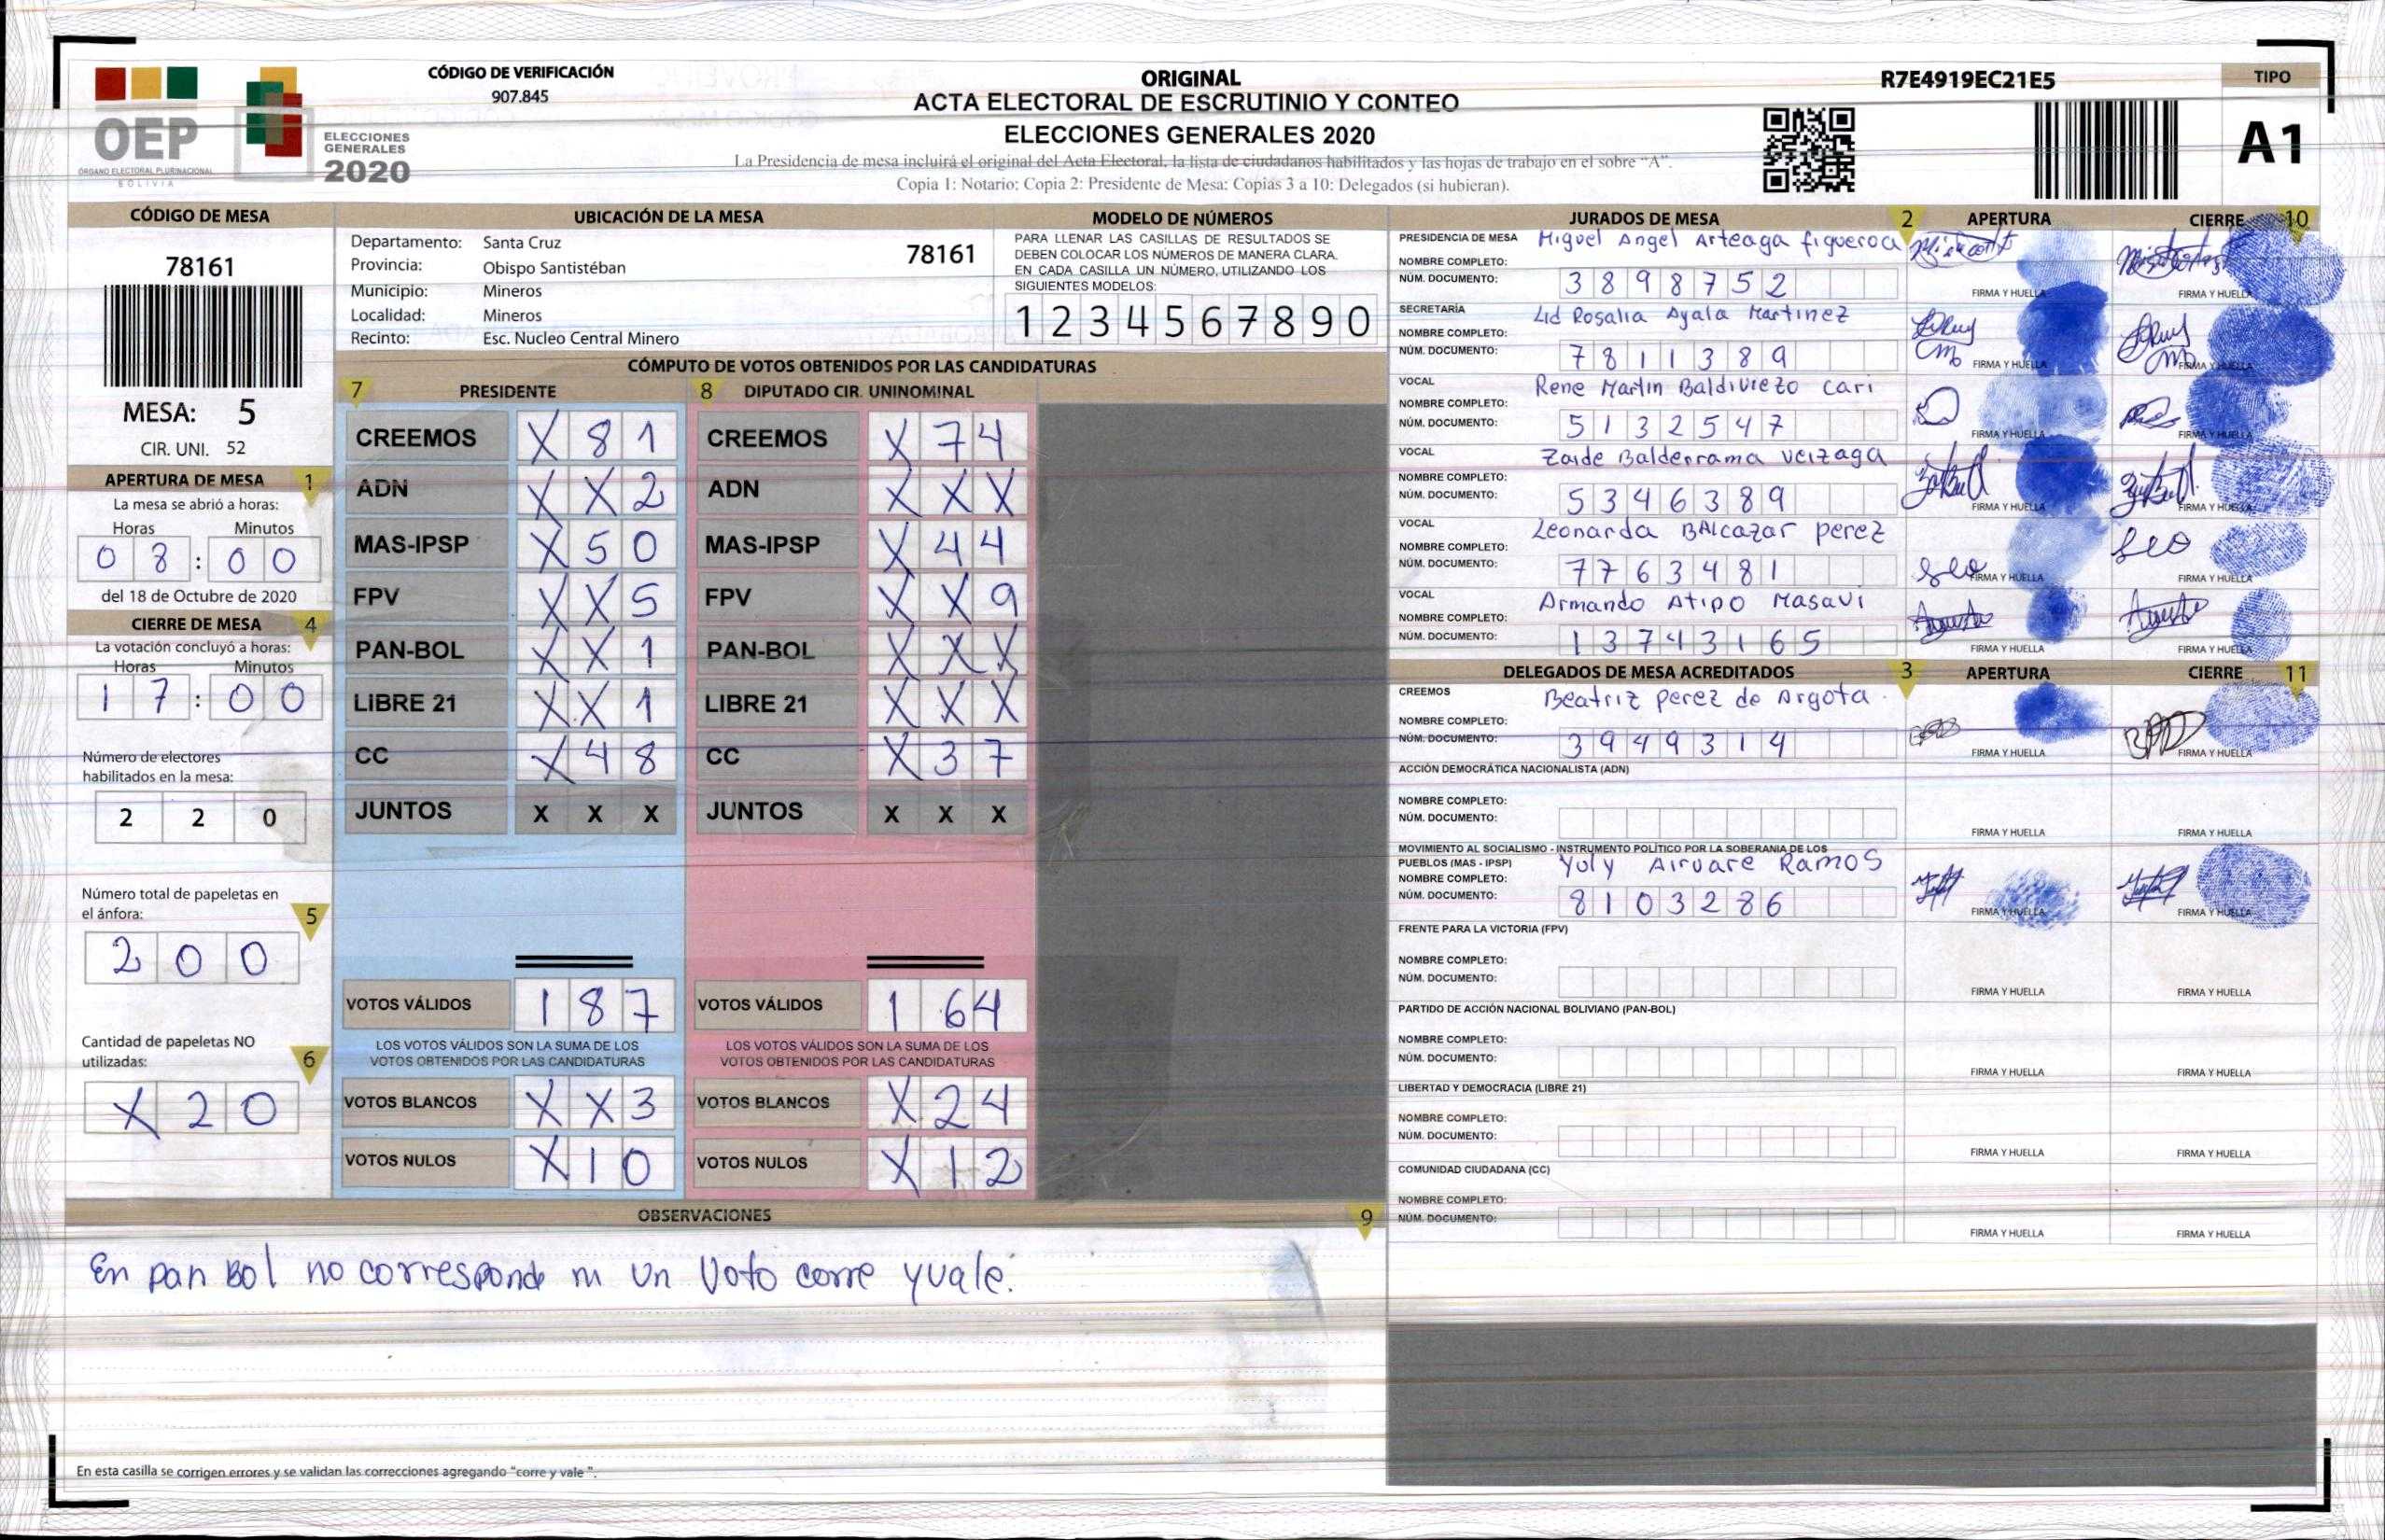 CÓDIGO DE VERIFICACIÓN
907.845
ORIGINAL
ACTA ELECTORAL DE ESCRUTINIO Y CONTEO
ELECCIONES GENERALES 2020
La Presidencia de mesa incluirá el original del Acta Electoral, la lista de ciudadanos habilitados y las hojas de trabajo en el sobre "A".
Copia 1: Notario; Copia 2: Presidente de Mesa; Copias 3 a 10: Delegados (si hubieran).
R7E4919EC21E5
TIPO
A1
OEP
ÓRGANO ELECTORAL PLURINACIONAL
BOLIVIA
ELECCIONES
GENERALES
2020
CÓDIGO DE MESA
78161
MESA: 5
CIR. UNI. 52
APERTURA DE MESA 1
La mesa se abrió a horas:
Horas Minutos
0 8 : 0 0
del 18 de Octubre de 2020
CIERRE DE MESA 4
La votación concluyó a horas:
Horas Minutos
1 7 : 0 0
Número de electores
habilitados en la mesa:
2 2 0
Número total de papeletas en
el ánfora: 5
2 0 0
Cantidad de papeletas NO
utilizadas: 6
X 2 0
UBICACIÓN DE LA MESA
Departamento: Santa Cruz 78161
Provincia: Obispo Santistéban
Municipio: Mineros
Localidad: Mineros
Recinto: Esc. Nucleo Central Minero
MODELO DE NÚMEROS
PARA LLENAR LAS CASILLAS DE RESULTADOS SE
DEBEN COLOCAR LOS NÚMEROS DE MANERA CLARA.
EN CADA CASILLA UN NÚMERO, UTILIZANDO LOS
SIGUIENTES MODELOS:
1 2 3 4 5 6 7 8 9 0
CÓMPUTO DE VOTOS OBTENIDOS POR LAS CANDIDATURAS
7 PRESIDENTE 8 DIPUTADO CIR. UNINOMINAL
CREEMOS X 8 1 CREEMOS X 7 4
ADN X X 2 ADN X X X
MAS-IPSP X 5 0 MAS-IPSP X 4 4
FPV X X 5 FPV X X 9
PAN-BOL X X 1 PAN-BOL X X X
LIBRE 21 X X 1 LIBRE 21 X X X
CC X 4 8 CC X 3 7
JUNTOS X X X JUNTOS X X X
VOTOS VÁLIDOS 1 8 7 VOTOS VÁLIDOS 1 6 4
LOS VOTOS VÁLIDOS SON LA SUMA DE LOS LOS VOTOS VÁLIDOS SON LA SUMA DE LOS
VOTOS OBTENIDOS POR LAS CANDIDATURAS VOTOS OBTENIDOS POR LAS CANDIDATURAS
VOTOS BLANCOS X X 3 VOTOS BLANCOS X 2 4
VOTOS NULOS X 1 0 VOTOS NULOS X 1 2
OBSERVACIONES 9
En pan Bol no corresponde ni un Voto corre y vale.
En esta casilla se corrigen errores y se validan las correcciones agregando "corre y vale ".
JURADOS DE MESA 2 APERTURA CIERRE 10
PRESIDENCIA DE MESA Miguel Angel Arteaga figueroa
NOMBRE COMPLETO:
NÚM. DOCUMENTO: 3 8 9 8 7 5 2 FIRMA Y HUELLA FIRMA Y HUELLA
SECRETARÍA Lid Rosalia Ayala Martinez
NOMBRE COMPLETO:
NÚM. DOCUMENTO: 7 8 1 1 3 8 9 FIRMA Y HUELLA FIRMA Y HUELLA
VOCAL Rene Martin Baldiviezo Cari
NOMBRE COMPLETO:
NÚM. DOCUMENTO: 5 1 3 2 5 4 7 FIRMA Y HUELLA FIRMA Y HUELLA
VOCAL Zaide Balderrama Veizaga
NOMBRE COMPLETO:
NÚM. DOCUMENTO: 5 3 4 6 3 8 9 FIRMA Y HUELLA FIRMA Y HUELLA
VOCAL Leonarda BAlcazar perez
NOMBRE COMPLETO:
NÚM. DOCUMENTO: 7 7 6 3 4 8 1 FIRMA Y HUELLA FIRMA Y HUELLA
VOCAL Armando Atipo Masavi
NOMBRE COMPLETO:
NÚM. DOCUMENTO: 1 3 7 4 3 1 6 5 FIRMA Y HUELLA FIRMA Y HUELLA
DELEGADOS DE MESA ACREDITADOS 3 APERTURA CIERRE 11
CREEMOS Beatriz perez de Argota
NOMBRE COMPLETO:
NÚM. DOCUMENTO: 3 9 4 9 3 1 4 FIRMA Y HUELLA FIRMA Y HUELLA
ACCIÓN DEMOCRÁTICA NACIONALISTA (ADN)
NOMBRE COMPLETO:
NÚM. DOCUMENTO: FIRMA Y HUELLA FIRMA Y HUELLA
MOVIMIENTO AL SOCIALISMO - INSTRUMENTO POLÍTICO POR LA SOBERANIA DE LOS
PUEBLOS (MAS - IPSP) Yuly Airuare Ramos
NOMBRE COMPLETO:
NÚM. DOCUMENTO: 8 1 0 3 2 8 6 FIRMA Y HUELLA FIRMA Y HUELLA
FRENTE PARA LA VICTORIA (FPV)
NOMBRE COMPLETO:
NÚM. DOCUMENTO: FIRMA Y HUELLA FIRMA Y HUELLA
PARTIDO DE ACCIÓN NACIONAL BOLIVIANO (PAN-BOL)
NOMBRE COMPLETO:
NÚM. DOCUMENTO: FIRMA Y HUELLA FIRMA Y HUELLA
LIBERTAD Y DEMOCRACIA (LIBRE 21)
NOMBRE COMPLETO:
NÚM. DOCUMENTO: FIRMA Y HUELLA FIRMA Y HUELLA
COMUNIDAD CIUDADANA (CC)
NOMBRE COMPLETO:
NÚM. DOCUMENTO: FIRMA Y HUELLA FIRMA Y HUELLA